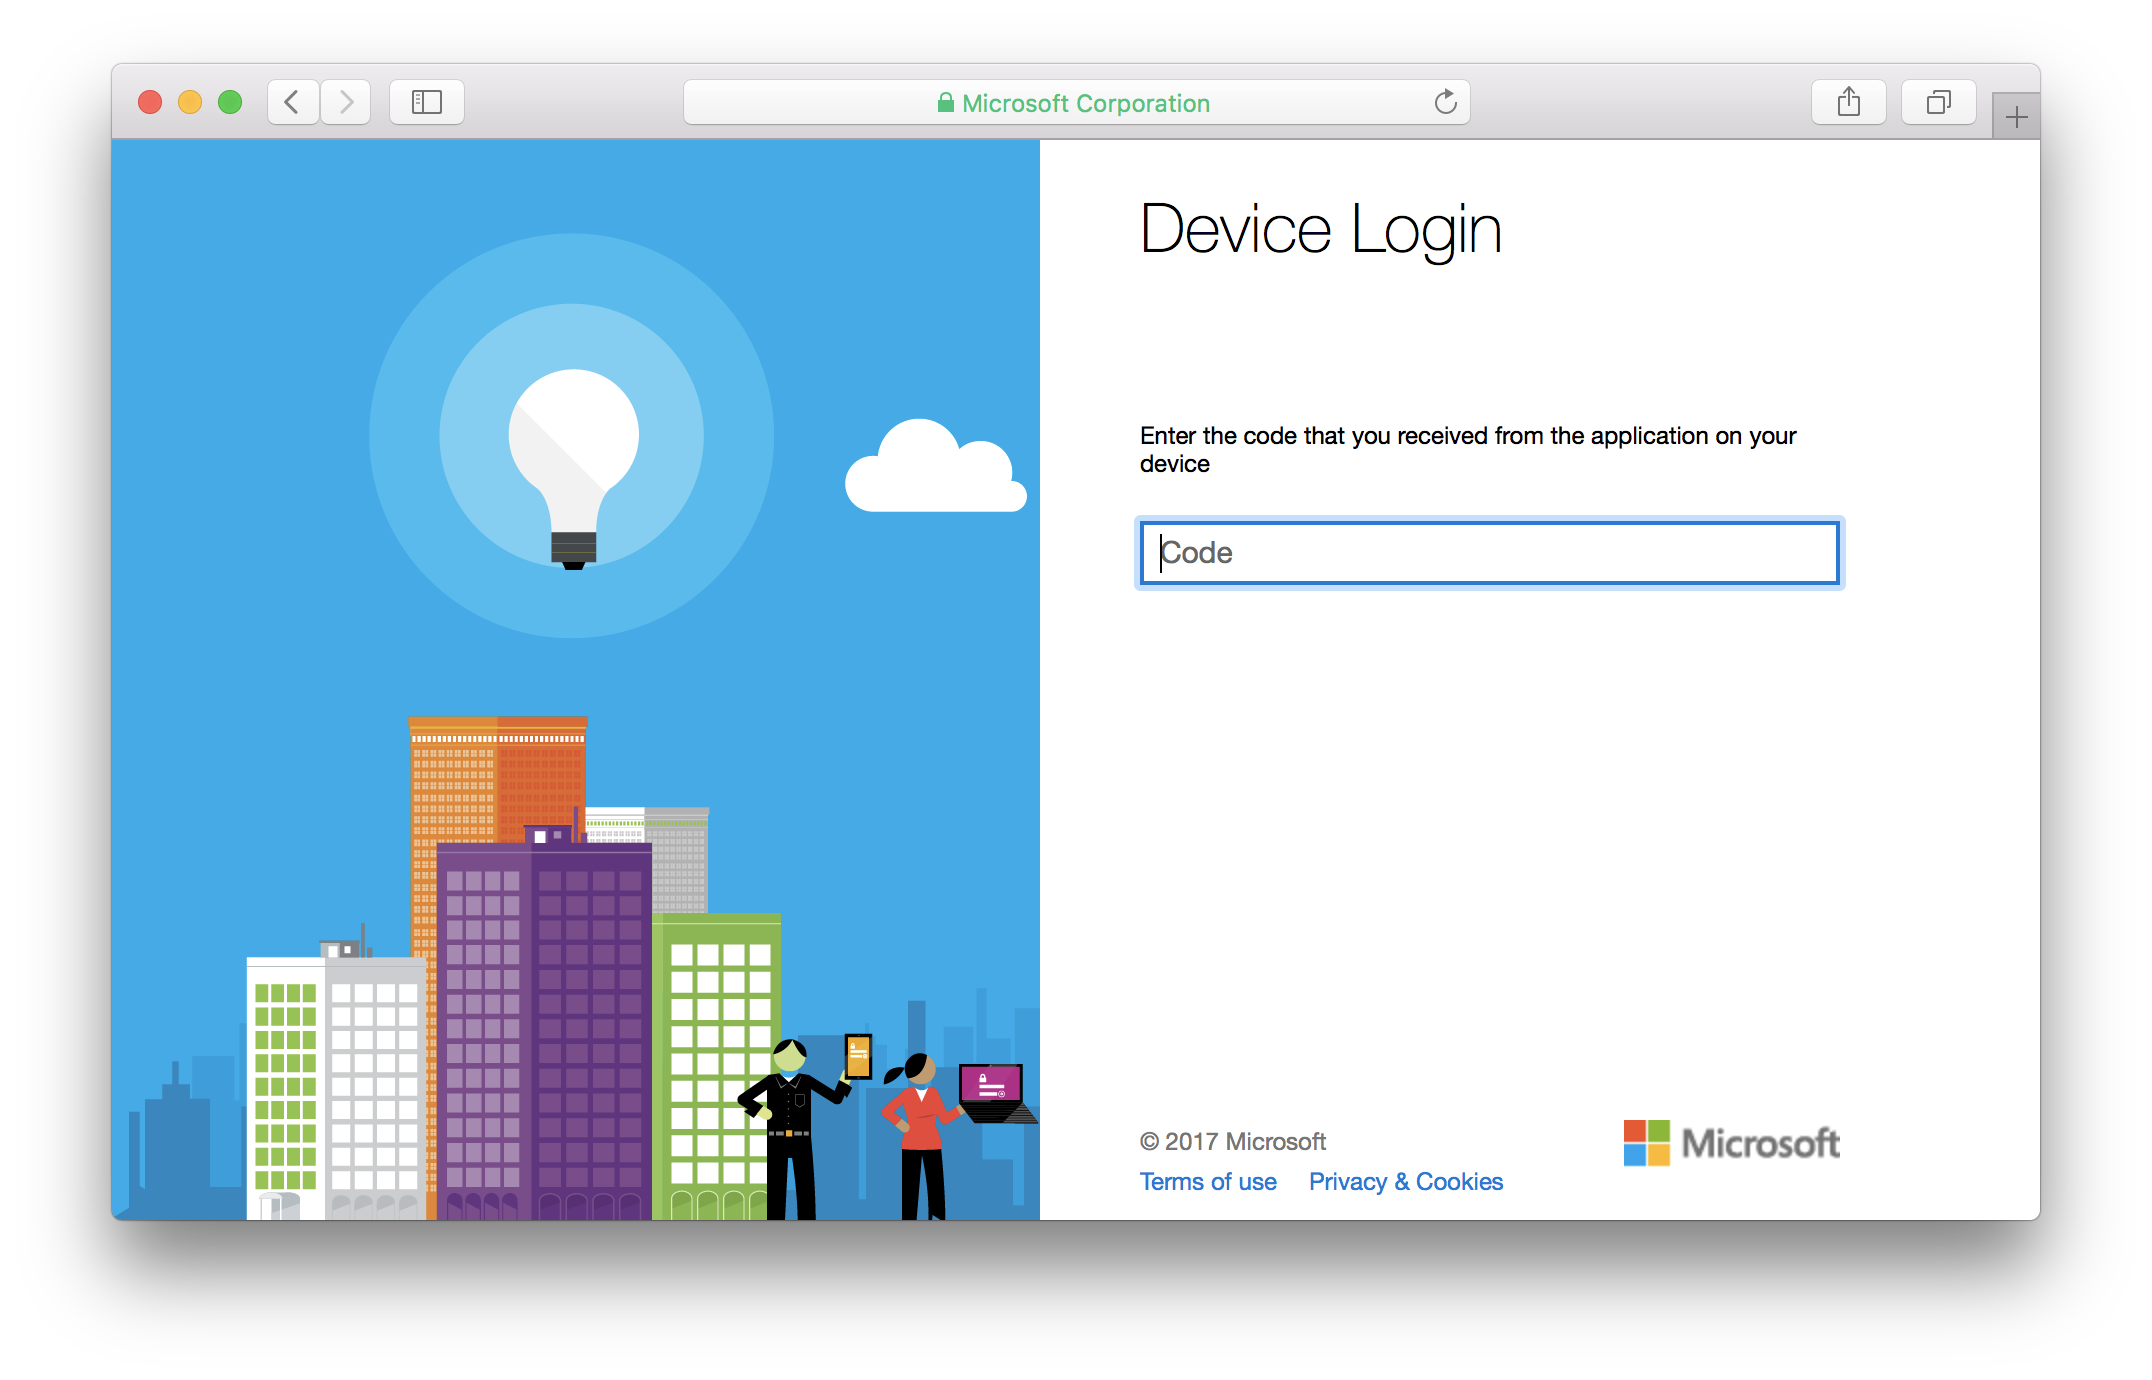 Microsoft Corporation
Device Login
Enter the code that you received from the application on your
device
Code
© 2017 Microsoft
Terms of use Privacy & Cookies
Microsoft